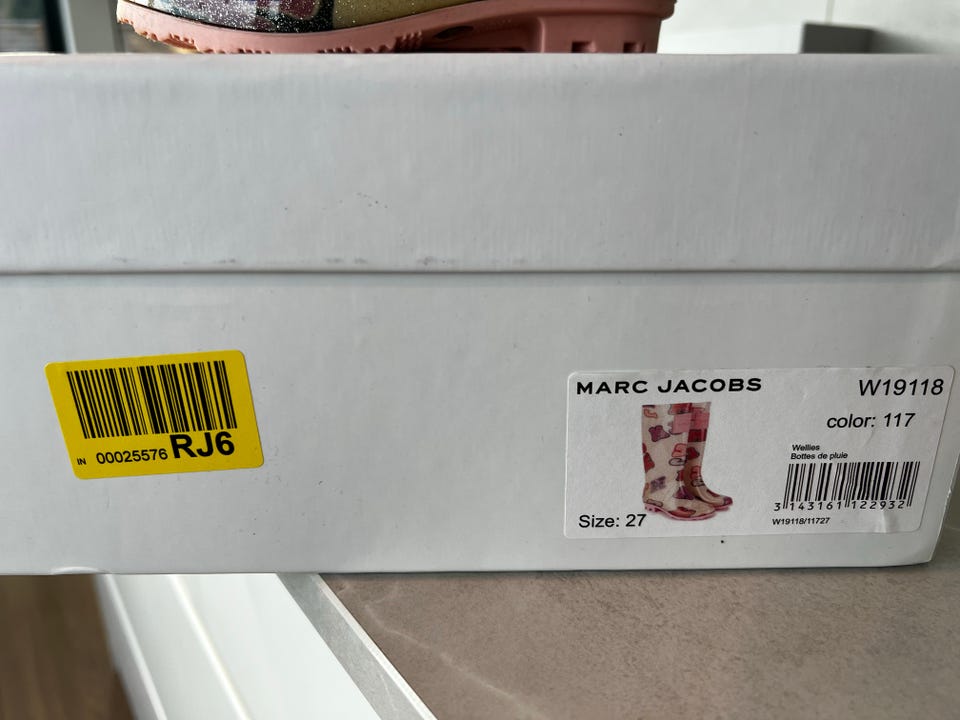 IN 00025576 RJ6
MARC JACOBS
W19118
color: 117
Wellies
Bottes de pluie
3 143161 122932
Size: 27
W19118/11727